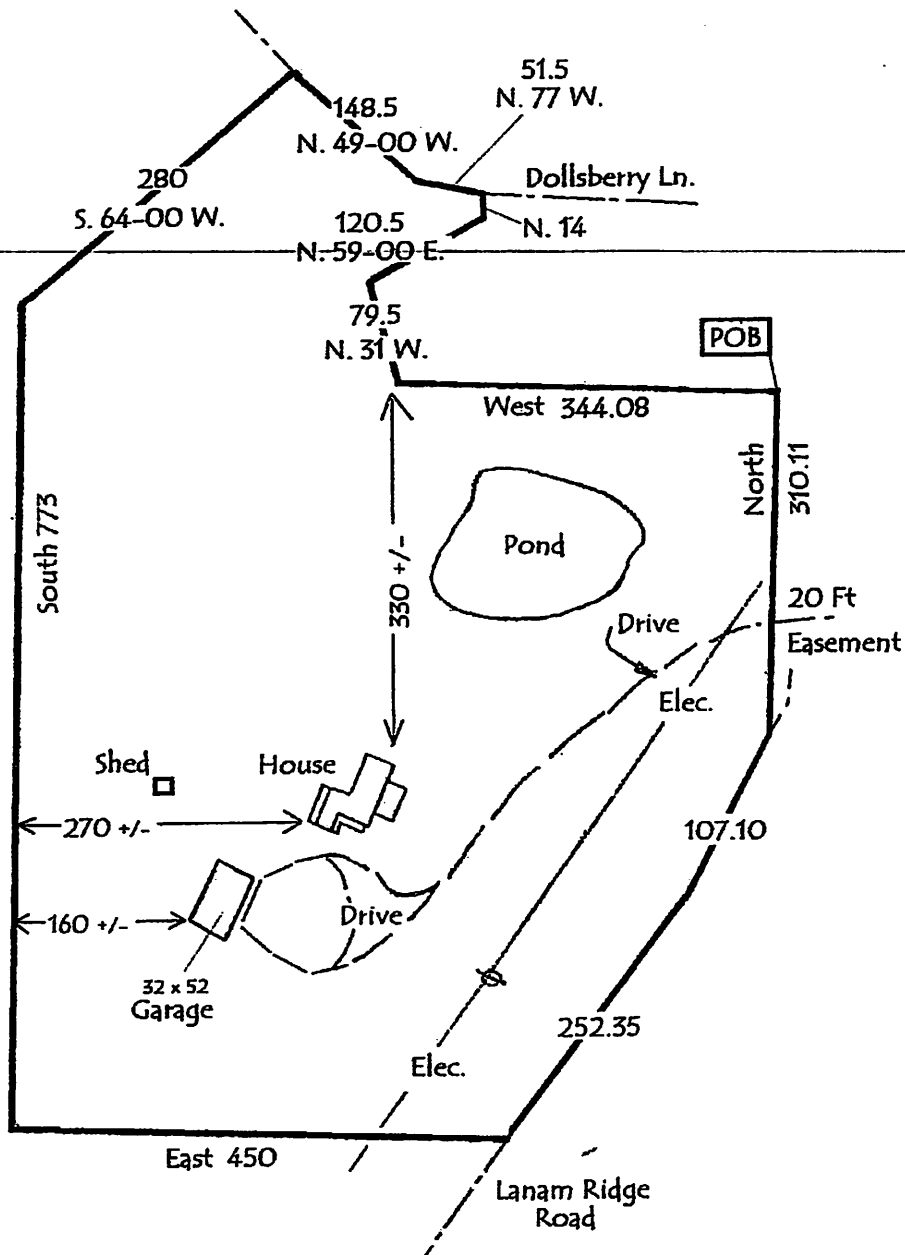 51.5
N. 77 W.
148.5
N. 49-00 W.
280
S. 64-00 W.
Dollsberry Ln.
120.5
N. 59-00 E.
N. 14
79.5
N. 31 W.
POB
West 344.08
North
310.11
South 773
330 +/-
Pond
20 Ft
Easement
Drive
Elec.
Shed
House
270 +/-
107.10
160 +/-
Drive
32 x 52
Garage
252.35
Elec.
East 450
Lanam Ridge
Road